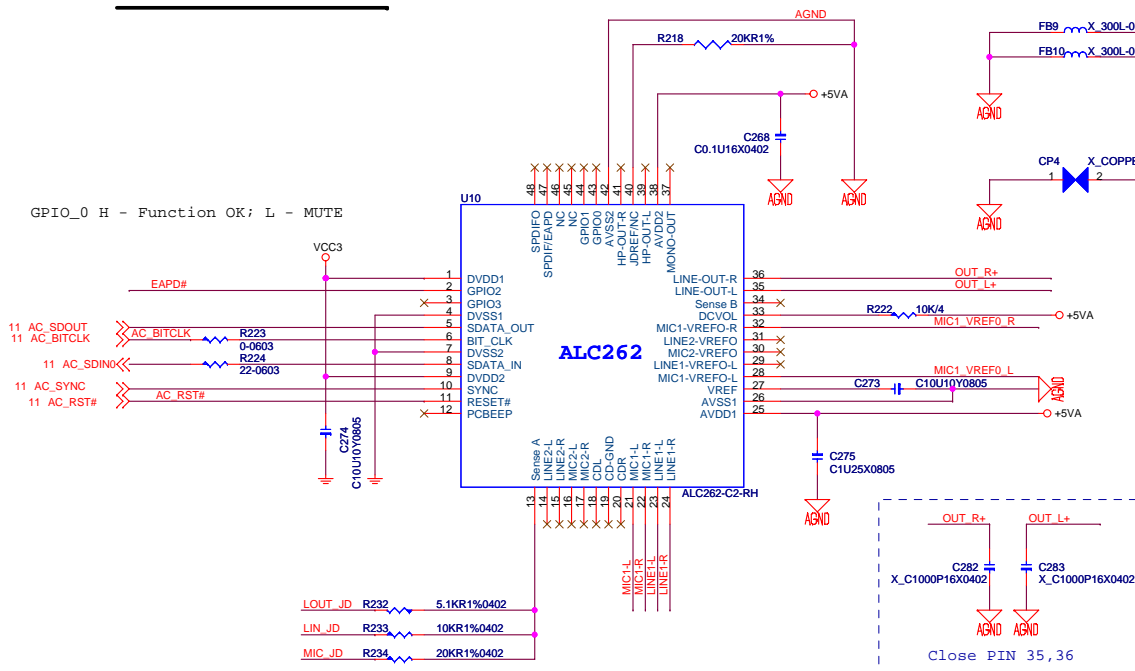 AGND
R218 20KR1%
FB9 X_300L-0
FB10 X_300L-0
AGND
+5VA
C268
C0.1U16X0402
CP4 X_COPPE
1 2
AGND AGND
AGND
U10
48 47 46 45 44 43 42 41 40 39 38 37
SPDIFO
SPDIF/EAPD
NC
NC
GPIO1
GPIO0
AVSS2
HP-OUT-R
JDREF/NC
HP-OUT-L
AVDD2
MONO-OUT
GPIO_0 H - Function OK; L - MUTE
VCC3
1 DVDD1
EAPD# 2 GPIO2
3 GPIO3
4 DVSS1
11 AC_SDOUT 5 SDATA_OUT
11 AC_BITCLK AC_BITCLK R223 6 BIT_CLK
0-0603
7 DVSS2
11 AC_SDIN0 R224 8 SDATA_IN
22-0603
9 DVDD2
11 AC_SYNC 10 SYNC
11 AC_RST# AC_RST# 11 RESET#
12 PCBEEP
C274
C10U10Y0805
ALC262
LINE-OUT-R 36 OUT_R+
LINE-OUT-L 35 OUT_L+
Sense B 34
DCVOL 33 R222 10K/4 +5VA
MIC1-VREFO-R 32 MIC1_VREF0_R
LINE2-VREFO 31
MIC2-VREFO 30
LINE1-VREFO-L 29
MIC1-VREFO-L 28 MIC1_VREF0_L
VREF 27 C273 C10U10Y0805
AVSS1 26 AGND
AVDD1 25 +5VA
C275
C1U25X0805
AGND
Sense A
LINE2-L
LINE2-R
MIC2-L
MIC2-R
CDL
CD-GND
CDR
MIC1-L
MIC1-R
LINE1-L
LINE1-R
13 14 15 16 17 18 19 20 21 22 23 24
ALC262-C2-RH
MIC1-L
MIC1-R
LINE1-L
LINE1-R
LOUT_JD R232 5.1KR1%0402
LIN_JD R233 10KR1%0402
MIC_JD R234 20KR1%0402
OUT_R+ OUT_L+
C282 C283
X_C1000P16X0402 X_C1000P16X0402
AGND AGND
Close PIN 35,36